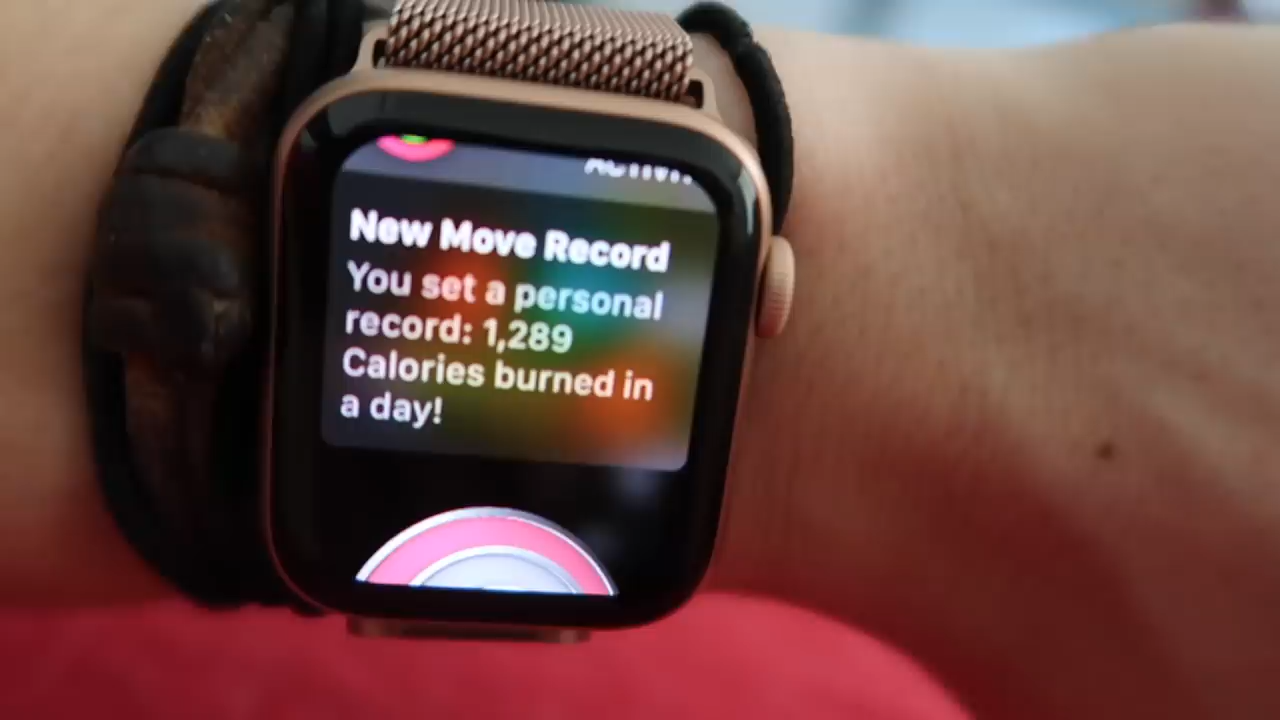 New Move Record
You set a personal
record: 1,289
Calories burned in
a day!